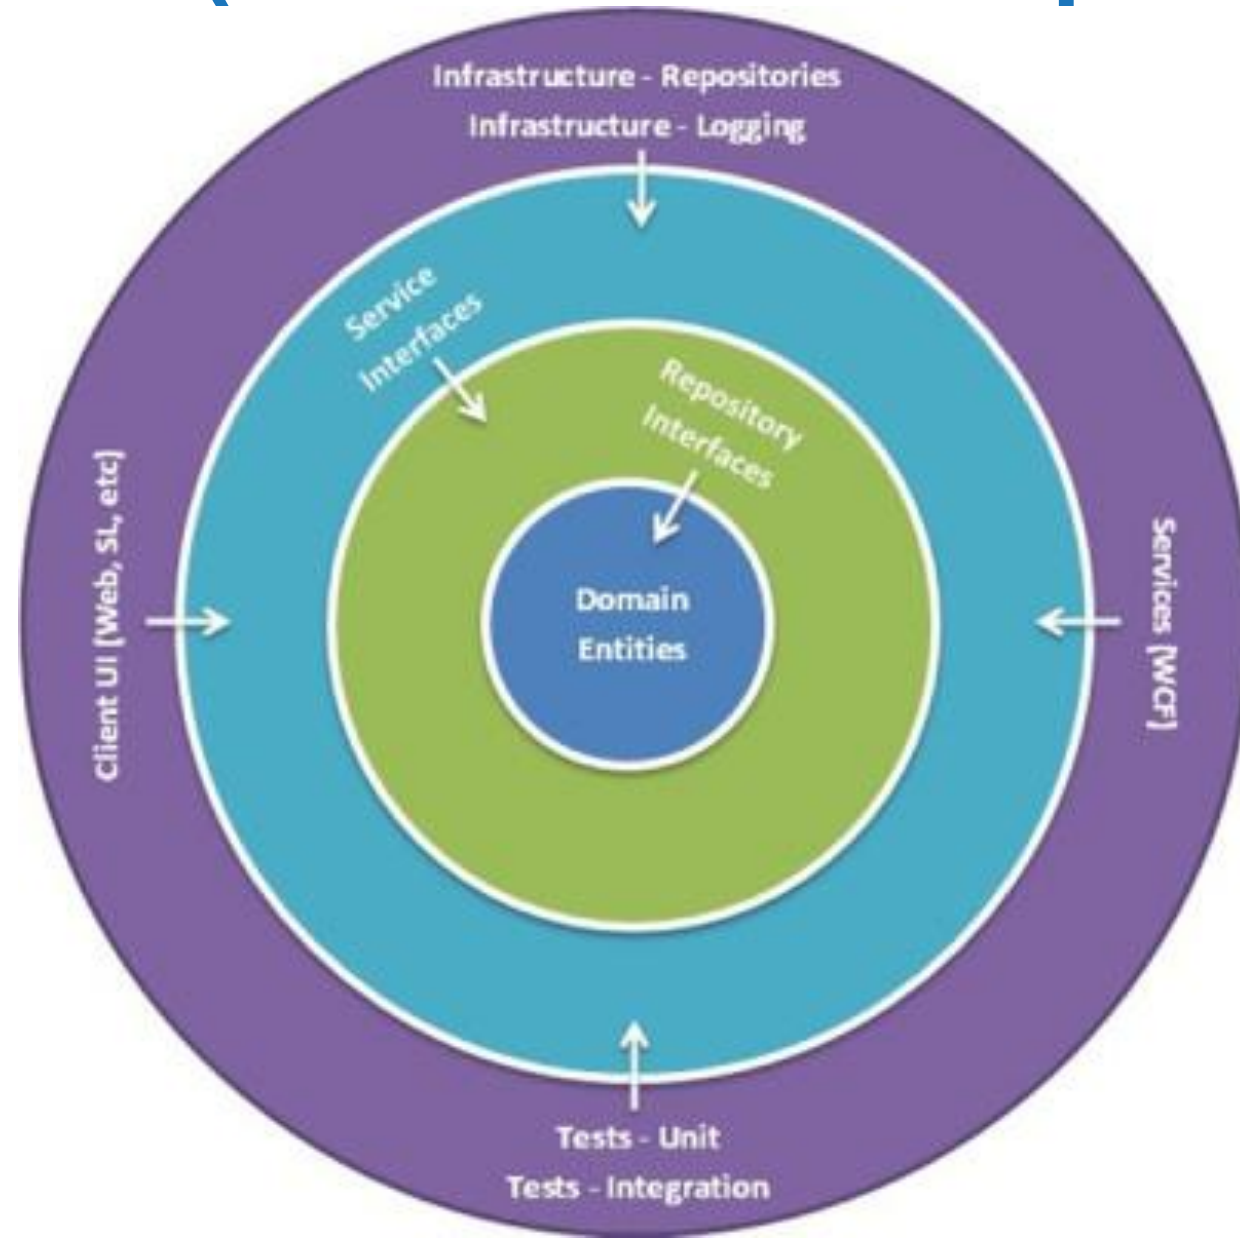 Infrastructure - Repositories
Infrastructure - Logging
Service
Interfaces
Repository
Interfaces
Client UI (Web, SL, etc)
Domain
Entities
Services (WCF)
Tests - Unit
Tests - Integration